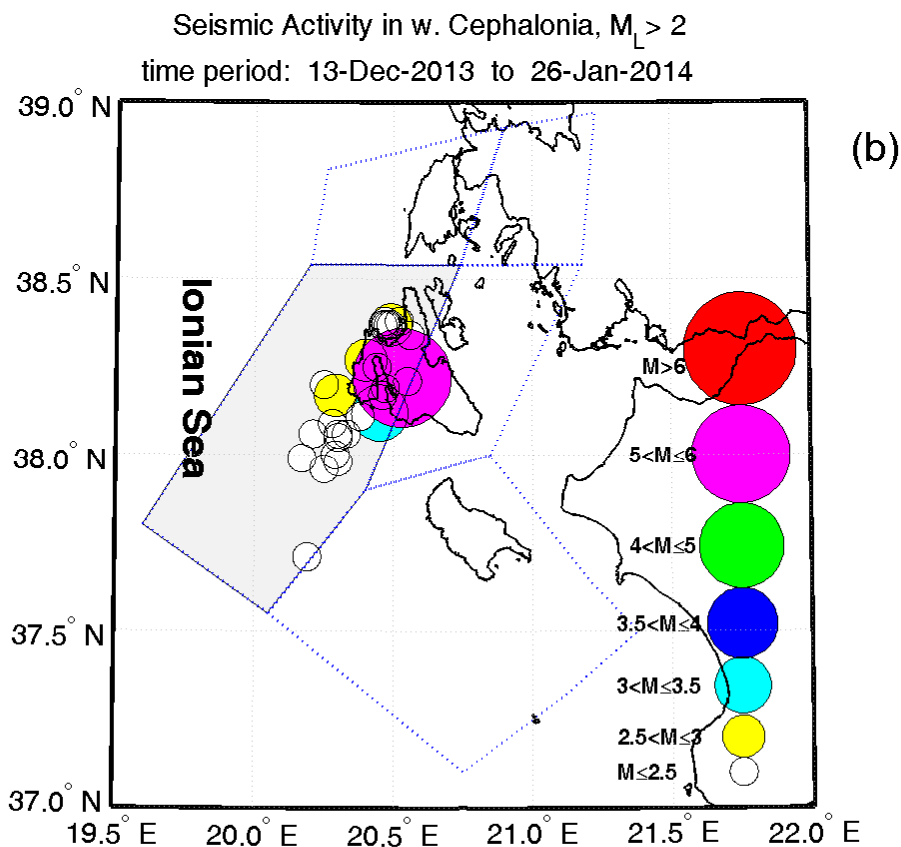 Seismic Activity in w. Cephalonia, M_L> 2
time period: 13-Dec-2013 to 26-Jan-2014
(b)
39.0° N
38.5° N
38.0° N
37.5° N
37.0° N
Ionian Sea
M>6
5<M≤6
4<M≤5
3.5<M≤4
3<M≤3.5
2.5<M≤3
M≤2.5
19.5° E 20.0° E 20.5° E 21.0° E 21.5° E 22.0° E